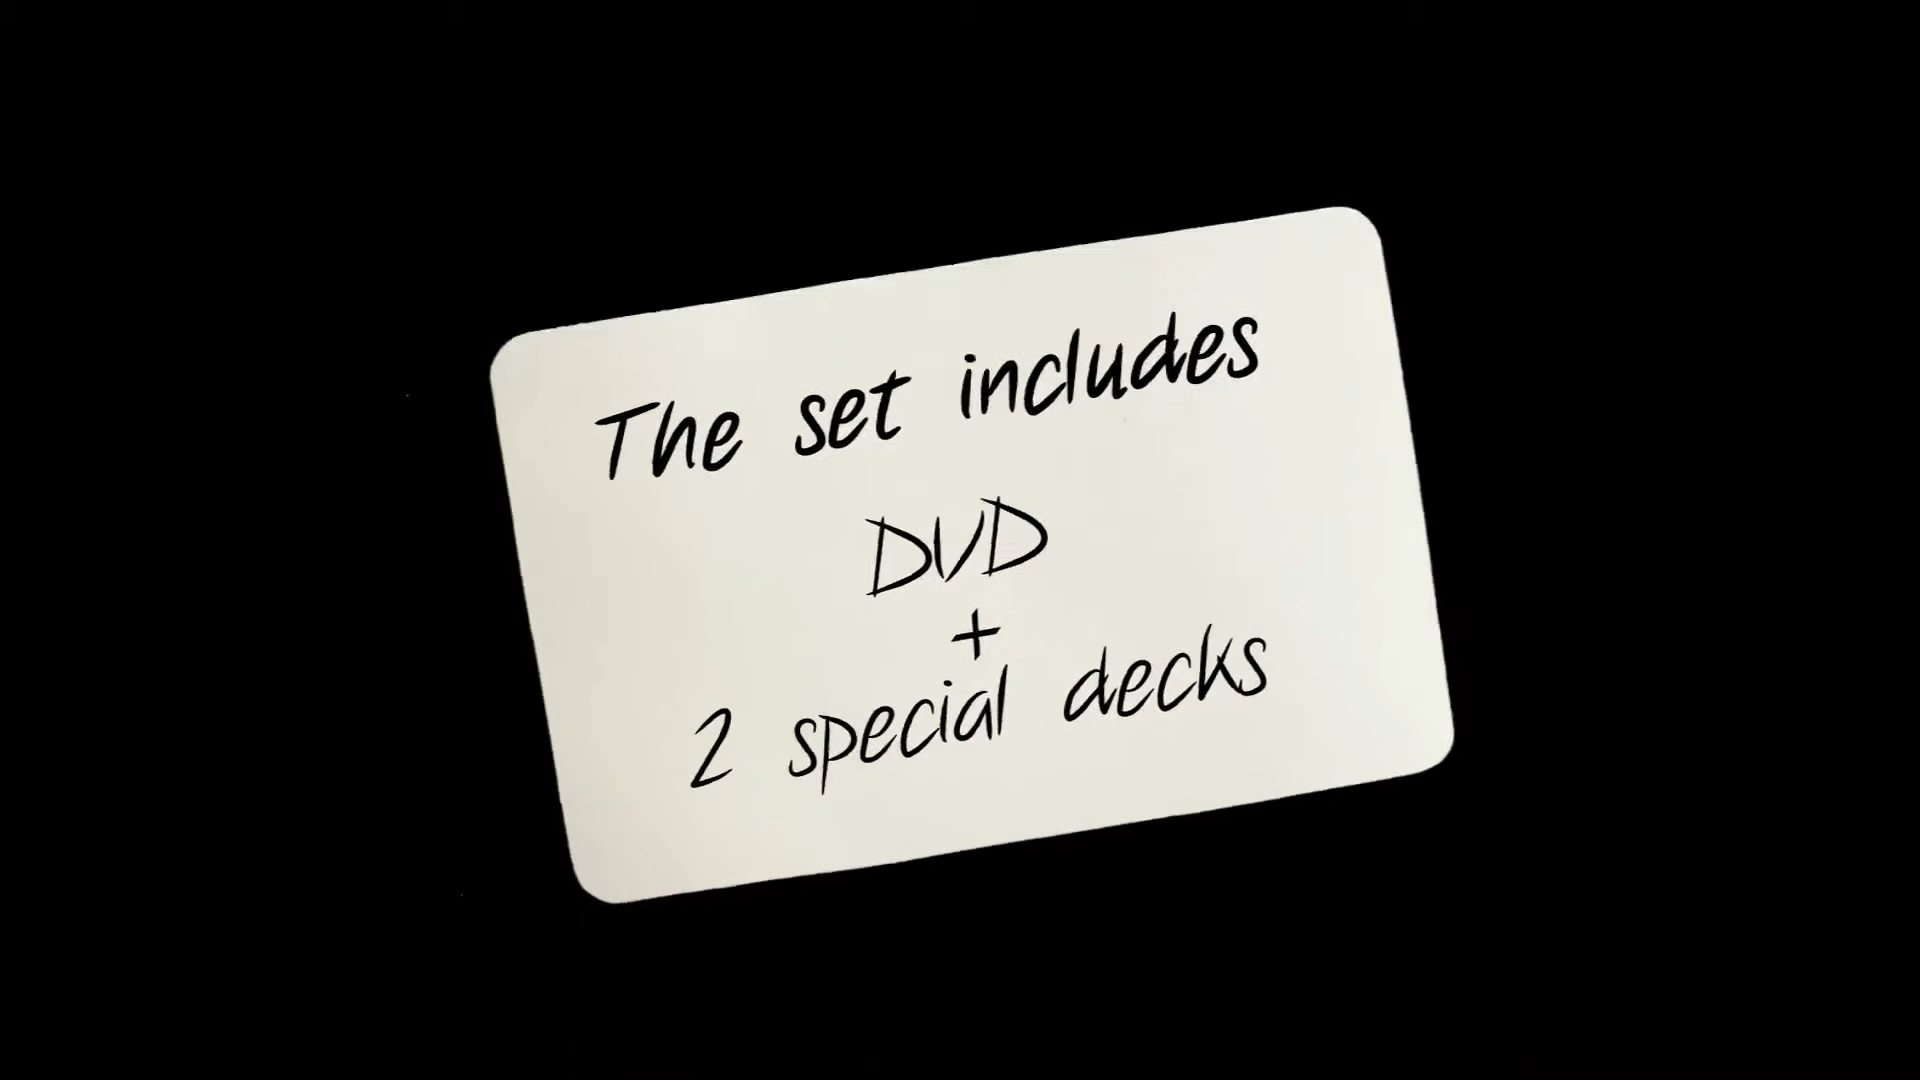 The set includes
DVD
+
2 special decks